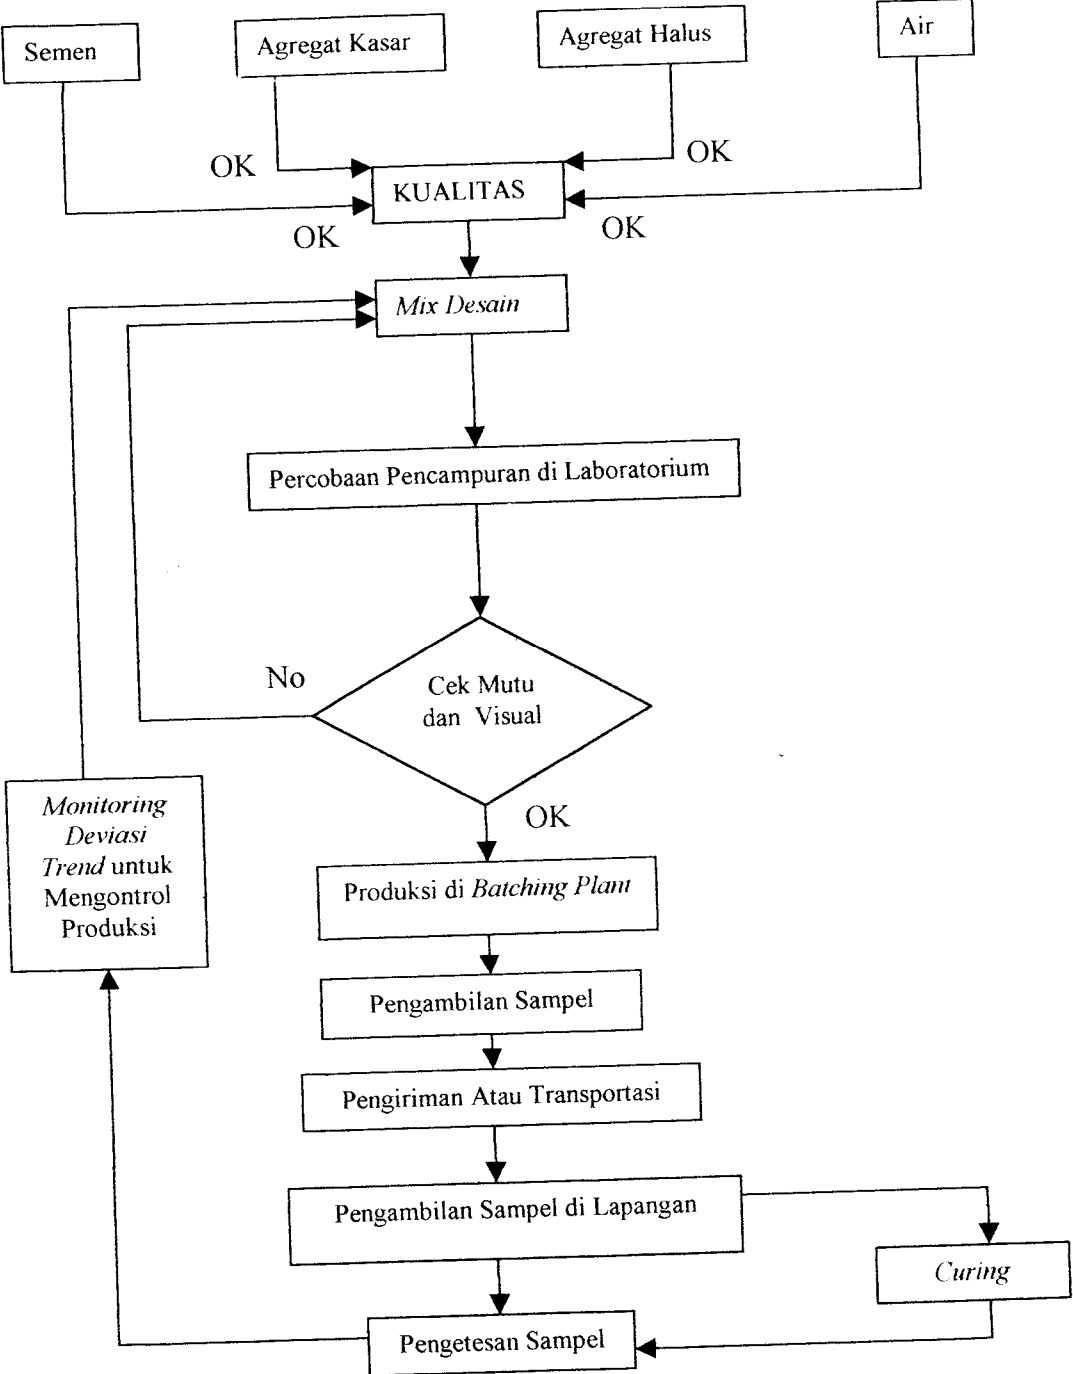 Semen
Agregat Kasar
Agregat Halus
Air
OK
OK
KUALITAS
OK
OK
Mix Desain
Percobaan Pencampuran di Laboratorium
No
Cek Mutu
dan Visual
OK
Monitoring
Deviasi
Trend untuk
Mengontrol
Produksi
Produksi di Batching Plant
Pengambilan Sampel
Pengiriman Atau Transportasi
Pengambilan Sampel di Lapangan
Curing
Pengetesan Sampel